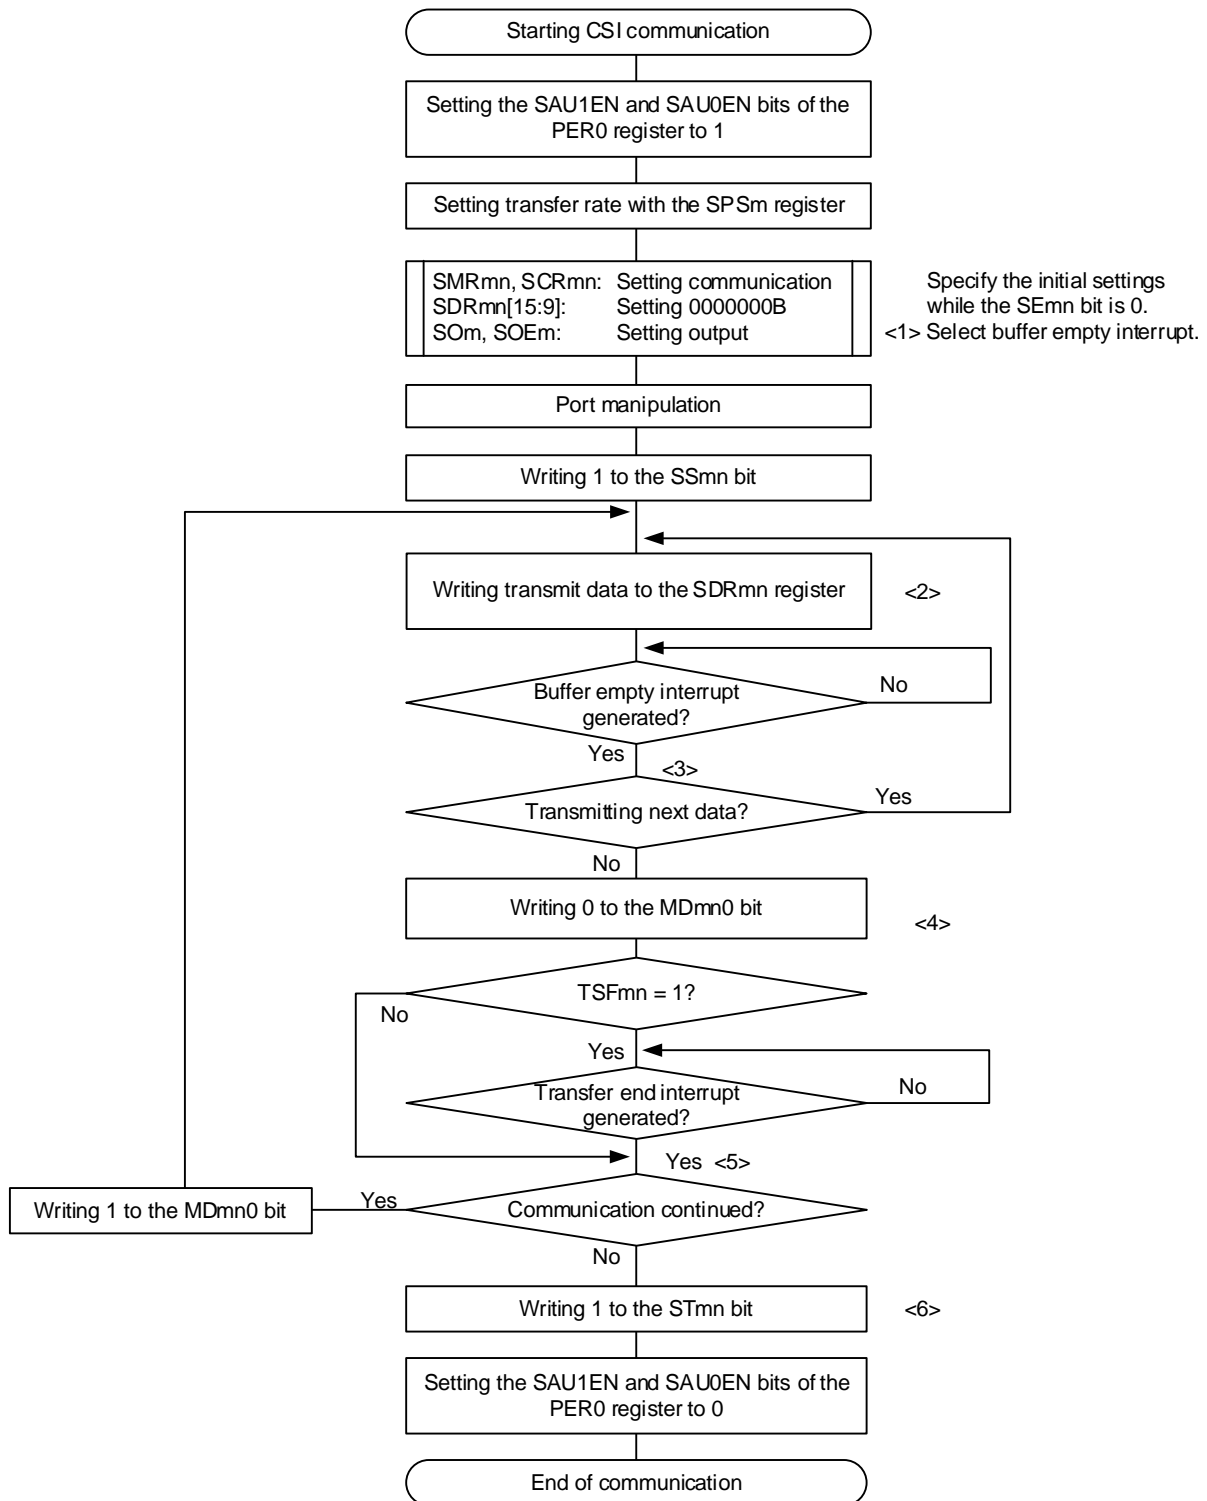 Starting CSI communication
Setting the SAU1EN and SAU0EN bits of the
PER0 register to 1
Setting transfer rate with the SPSm register
SMRmn, SCRmn: Setting communication
SDRmn[15:9]: Setting 0000000B
SOm, SOEm: Setting output
Specify the initial settings
while the SEmn bit is 0.
<1> Select buffer empty interrupt.
Port manipulation
Writing 1 to the SSmn bit
Writing transmit data to the SDRmn register
<2>
Buffer empty interrupt
generated?
No
Yes
<3>
Transmitting next data?
Yes
No
Writing 0 to the MDmn0 bit
<4>
TSFmn = 1?
No
Yes
Transfer end interrupt
generated?
No
Yes <5>
Communication continued?
Yes
Writing 1 to the MDmn0 bit
No
Writing 1 to the STmn bit
<6>
Setting the SAU1EN and SAU0EN bits of the
PER0 register to 0
End of communication